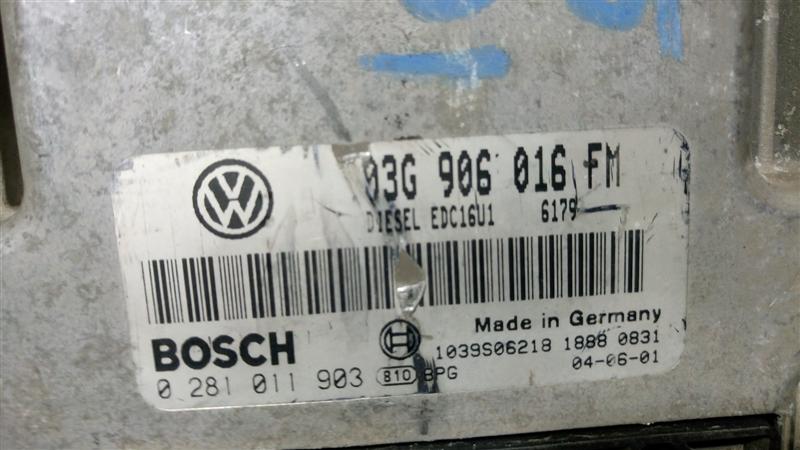 03G 906 016 FM
DIESEL EDC16U1 6179
Made in Germany
BOSCH
1039S06218 1888 0831
0 281 011 903 810 8PG
04-06-01